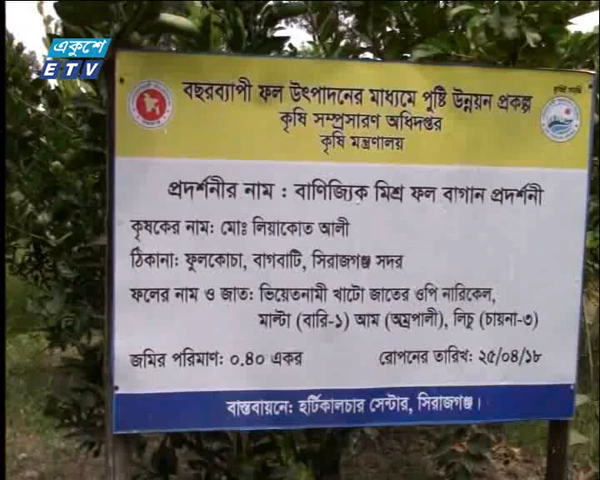 একুশে
ETV
বছরব্যাপী ফল উৎপাদনের মাধ্যমে পুষ্টি উন্নয়ন প্রকল্প
কৃষি সম্প্রসারণ অধিদপ্তর
কৃষি মন্ত্রণালয়
প্রদর্শনীর নাম : বাণিজ্যিক মিশ্র ফল বাগান প্রদর্শনী
কৃষকের নাম: মোঃ লিয়াকোত আলী
ঠিকানা: ফুলকোচা, বাগবাটি, সিরাজগঞ্জ সদর
ফলের নাম ও জাত: ভিয়েতনামী খাটো জাতের ওপি নারিকেল,
মাল্টা (বারি-১) আম (অম্রপালী), লিচু (চায়না-৩)
জমির পরিমাণ: ০.৪০ একর রোপনের তারিখ: ২৫/০৪/১৮
বাস্তবায়নে: হর্টিকালচার সেন্টার, সিরাজগঞ্জ।